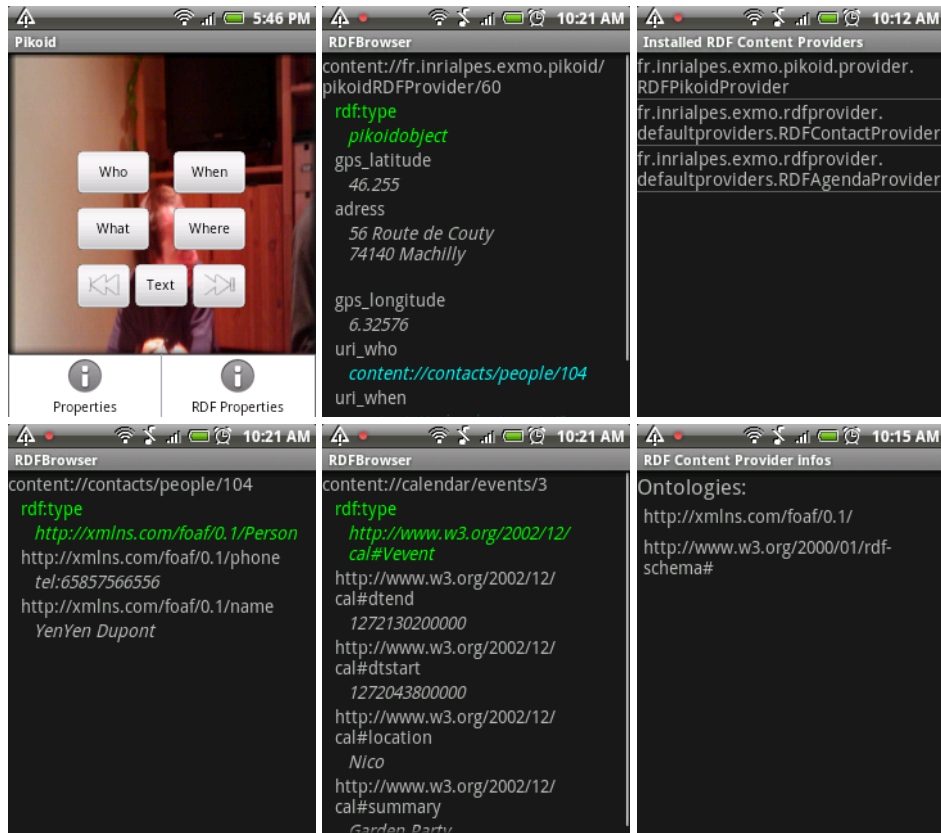 5:46 PM
Pikoid
Who
When
What
Where
Text
Properties
RDF Properties
10:21 AM
RDFBrowser
content://fr.inrialpes.exmo.pikoid/
pikoidRDFProvider/60
rdf:type
pikoidobject
gps_latitude
46.255
adress
56 Route de Couty
74140 Machilly
gps_longitude
6.32576
uri_who
content://contacts/people/104
uri_when
10:12 AM
Installed RDF Content Providers
fr.inrialpes.exmo.pikoid.provider.
RDFPikoidProvider
fr.inrialpes.exmo.rdfprovider.
defaultproviders.RDFContactProvider
fr.inrialpes.exmo.rdfprovider.
defaultproviders.RDFAgendaProvider
10:21 AM
RDFBrowser
content://contacts/people/104
rdf:type
http://xmlns.com/foaf/0.1/Person
http://xmlns.com/foaf/0.1/phone
tel:65857566556
http://xmlns.com/foaf/0.1/name
YenYen Dupont
10:21 AM
RDFBrowser
content://calendar/events/3
rdf:type
http://www.w3.org/2002/12/
cal#Vevent
http://www.w3.org/2002/12/
cal#dtend
1272130200000
http://www.w3.org/2002/12/
cal#dtstart
1272043800000
http://www.w3.org/2002/12/
cal#location
Nico
http://www.w3.org/2002/12/
cal#summary
Garden Party
10:15 AM
RDF Content Provider infos
Ontologies:
http://xmlns.com/foaf/0.1/
http://www.w3.org/2000/01/rdf-
schema#